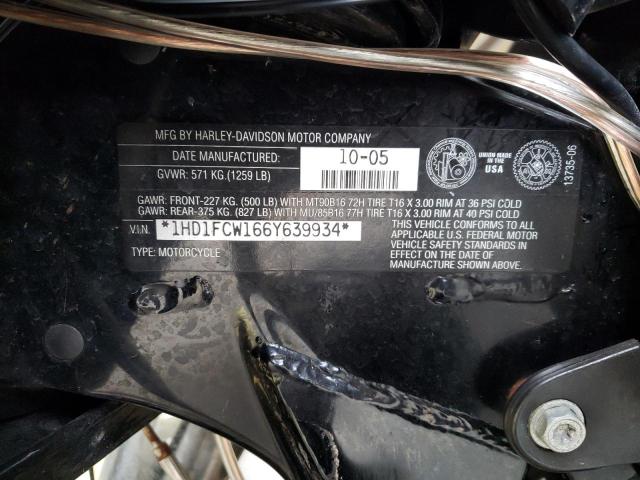 MFG BY HARLEY-DAVIDSON MOTOR COMPANY
DATE MANUFACTURED: 10-05
GVWR: 571 KG.(1259 LB)
UNION MADE IN THE
USA
13735-06
GAWR: FRONT-227 KG. (500 LB) WITH MT90B16 72H TIRE T16 X 3.00 RIM AT 36 PSI COLD
GAWR: REAR-375 KG. (827 LB) WITH MU/85B16 77H TIRE T16 X 3.00 RIM AT 40 PSI COLD
V.I.N. *1HD1FCW166Y639934*
THIS VEHICLE CONFORMS TO ALL
APPLICABLE U.S. FEDERAL MOTOR
VEHICLE SAFETY STANDARDS IN
EFFECT ON THE DATE OF
MANUFACTURE SHOWN ABOVE.
TYPE: MOTORCYCLE